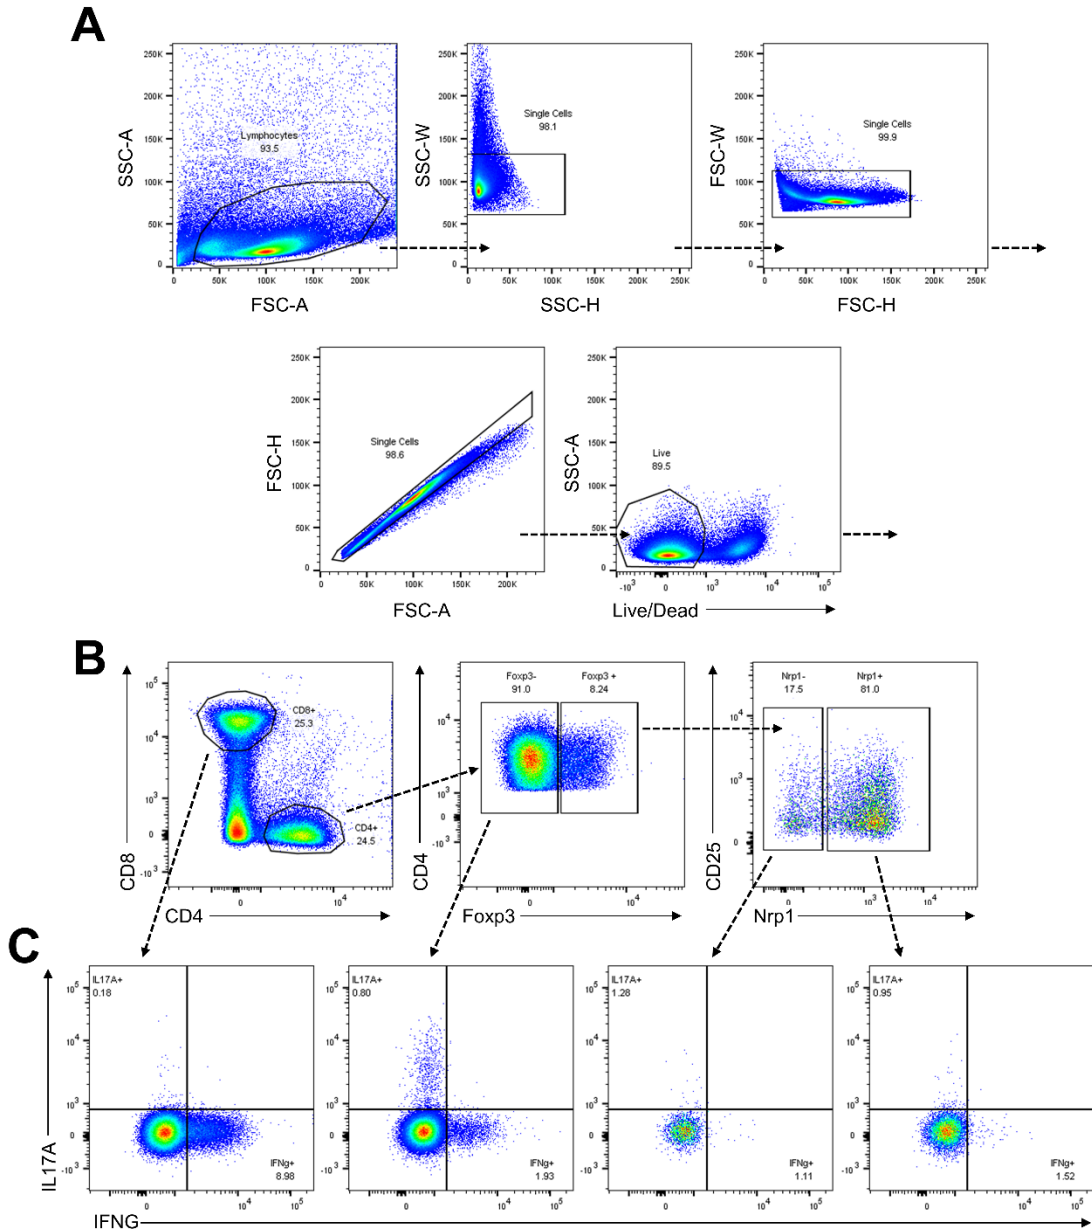 A
SSC-A
250K
200K
150K
100K
50K
0
Lymphocytes
93.5
0 50K 100K 150K 200K
FSC-A
SSC-W
250K
200K
150K
100K
50K
0
Single Cells
98.1
0 50K 100K 150K 200K 250K
SSC-H
FSC-W
250K
200K
150K
100K
50K
0
Single Cells
99.9
0 50K 100K 150K 200K 250K
FSC-H
FSC-H
250K
200K
150K
100K
50K
0
Single Cells
98.6
0 50K 100K 150K 200K
FSC-A
SSC-A
250K
200K
150K
100K
50K
0
Live
89.5
-10³ 0 10³ 10⁴ 10⁵
Live/Dead
B
CD8
10⁵
10⁴
10³
0
-10³
CD8+
25.3
CD4+
24.5
0 10⁴
CD4
CD4
10⁵
10⁴
10³
0
-10³
Foxp3-
91.0
Foxp3 +
8.24
0 10³ 10⁴
Foxp3
CD25
10⁴
10³
0
Nrp1-
17.5
Nrp1+
81.0
0 10³ 10⁴
Nrp1
C
IL17A
10⁵
10⁴
10³
0
-10³
IL17A+
0.18
IFNg+
8.98
0 10³ 10⁴ 10⁵
10⁵
10⁴
10³
0
-10³
IL17A+
0.80
IFNg+
1.93
0 10³ 10⁴ 10⁵
10⁵
10⁴
10³
0
-10³
IL17A+
1.28
IFNg+
1.11
0 10³ 10⁴ 10⁵
10⁵
10⁴
10³
0
-10³
IL17A+
0.95
IFNg+
1.52
0 10³ 10⁴ 10⁵
IFNG